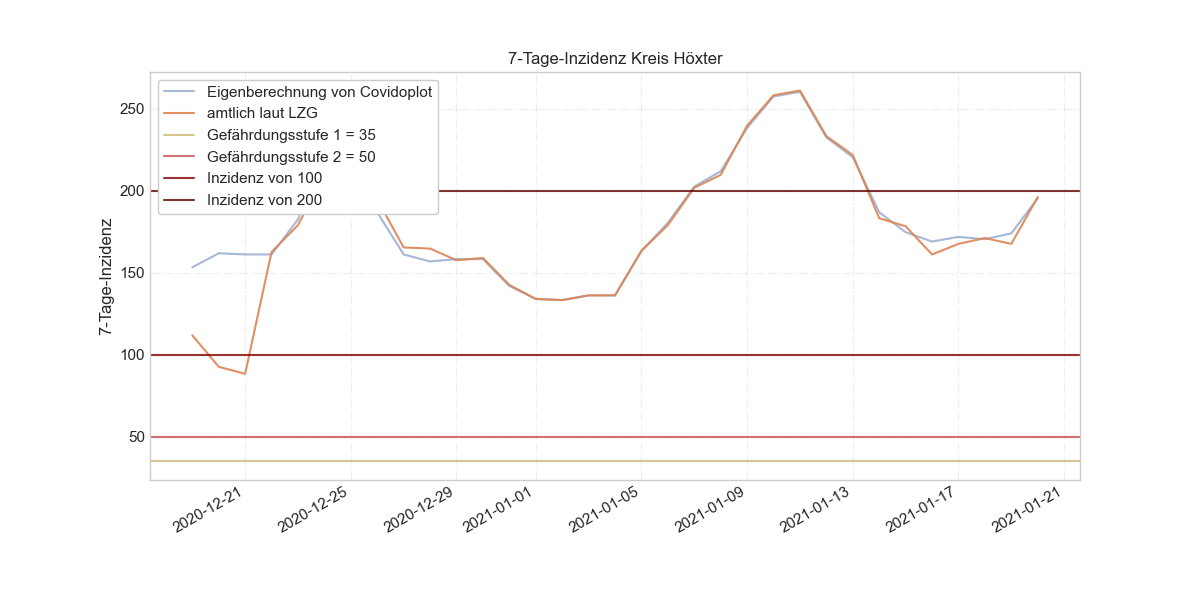 7-Tage-Inzidenz Kreis Höxter
Eigenberechnung von Covidoplot
amtlich laut LZG
Gefährdungsstufe 1 = 35
Gefährdungsstufe 2 = 50
Inzidenz von 100
Inzidenz von 200
250
200
150
100
50
7-Tage-Inzidenz
2020-12-21
2020-12-25
2020-12-29
2021-01-01
2021-01-05
2021-01-09
2021-01-13
2021-01-17
2021-01-21